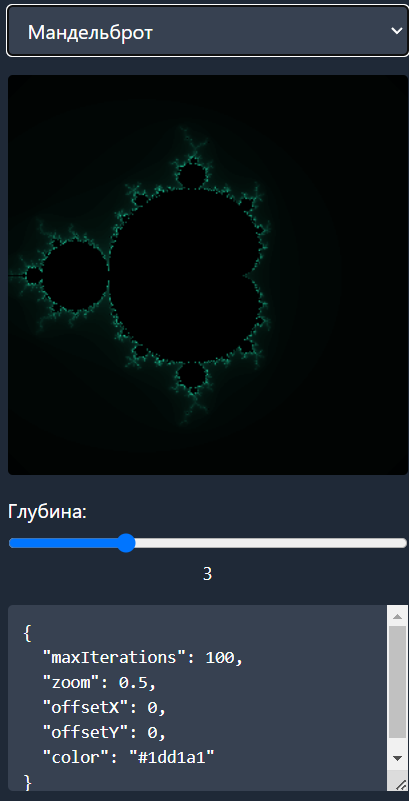 Мандельброт
Глубина:
3
{
  "maxIterations": 100,
  "zoom": 0.5,
  "offsetX": 0,
  "offsetY": 0,
  "color": "#1dd1a1"
}